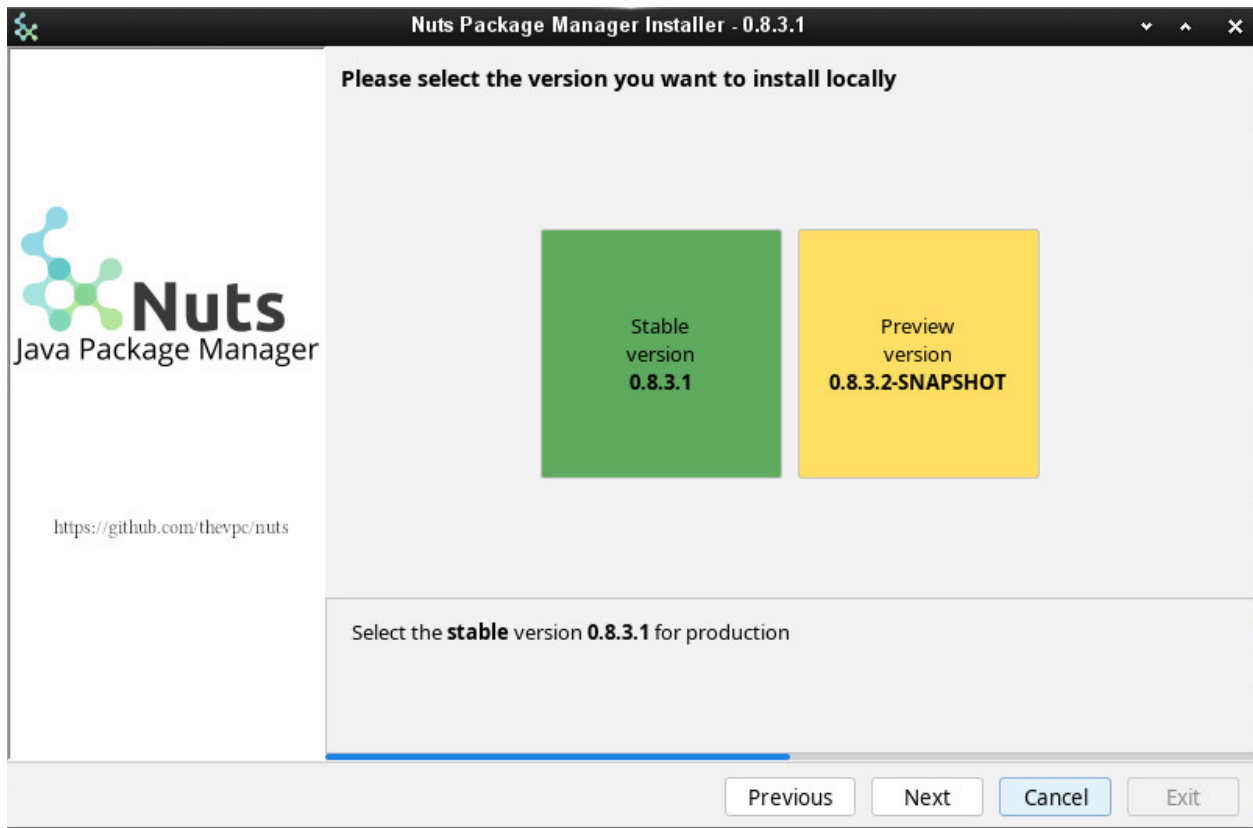 Nuts Package Manager Installer - 0.8.3.1
Please select the version you want to install locally
Nuts
Java Package Manager
https://github.com/thevpc/nuts
Stable
version
0.8.3.1
Preview
version
0.8.3.2-SNAPSHOT
Select the stable version 0.8.3.1 for production
Previous
Next
Cancel
Exit